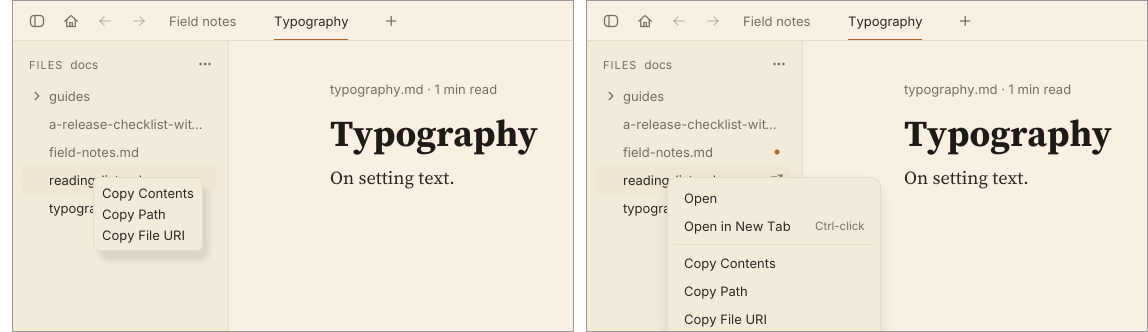 Field notes
Typography
FILES docs
guides
a-release-checklist-wit...
field-notes.md
typography.md · 1 min read
Typography
On setting text.
Copy Contents
Copy Path
Copy File URI
Field notes
Typography
FILES docs
guides
a-release-checklist-wit...
field-notes.md
typography.md · 1 min read
Typography
On setting text.
Open
Open in New Tab Ctrl-click
Copy Contents
Copy Path
Copy File URI